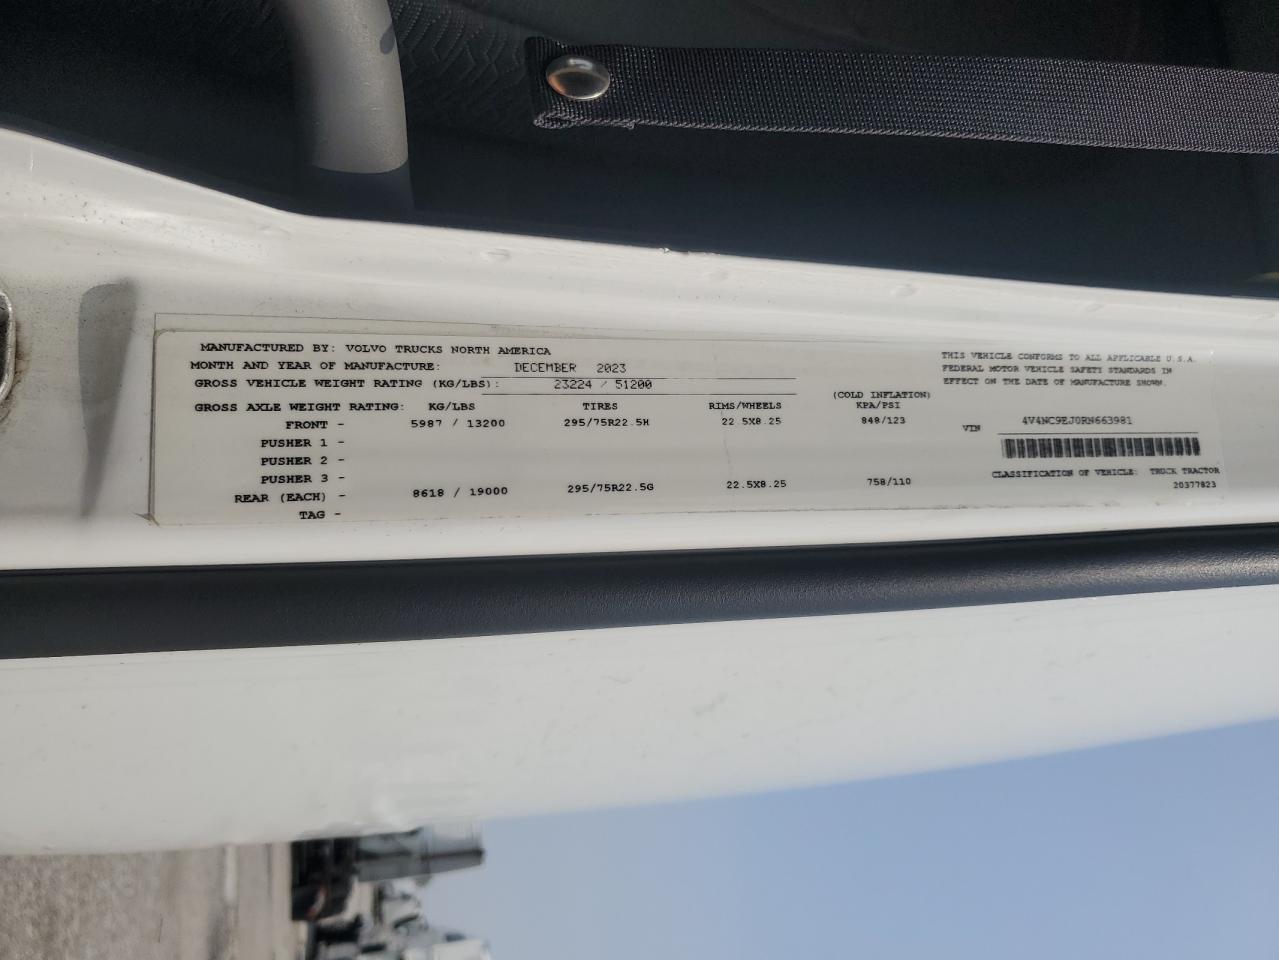 MANUFACTURED BY: VOLVO TRUCKS NORTH AMERICA
MONTH AND YEAR OF MANUFACTURE: DECEMBER 2023
GROSS VEHICLE WEIGHT RATING (KG/LBS): 23224 / 51200
GROSS AXLE WEIGHT RATING: KG/LBS TIRES RIMS/WHEELS (COLD INFLATION) KPA/PSI
FRONT - 5987 / 13200 295/75R22.5H 22.5X8.25 848/123
PUSHER 1 -
PUSHER 2 -
PUSHER 3 -
REAR (EACH) - 8618 / 19000 295/75R22.5G 22.5X8.25 758/110
TAG -
THIS VEHICLE CONFORMS TO ALL APPLICABLE U.S.A.
FEDERAL MOTOR VEHICLE SAFETY STANDARDS IN
EFFECT ON THE DATE OF MANUFACTURE SHOWN.
VIN 4V4NC9EJ0RN663981
CLASSIFICATION OF VEHICLE: TRUCK TRACTOR
20377823